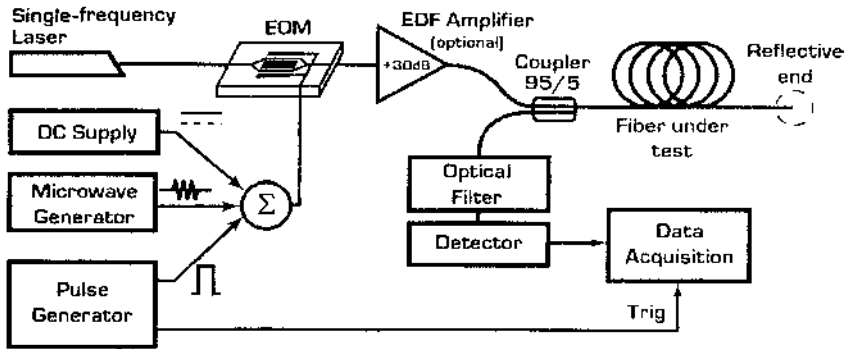 Single-frequency
Laser
EOM
EDF Amplifier
(optional)
+30dB
Coupler
95/5
Reflective
end
Fiber under
test
DC Supply
Microwave
Generator
Σ
Pulse
Generator
Optical
Filter
Detector
Data
Acquisition
Trig